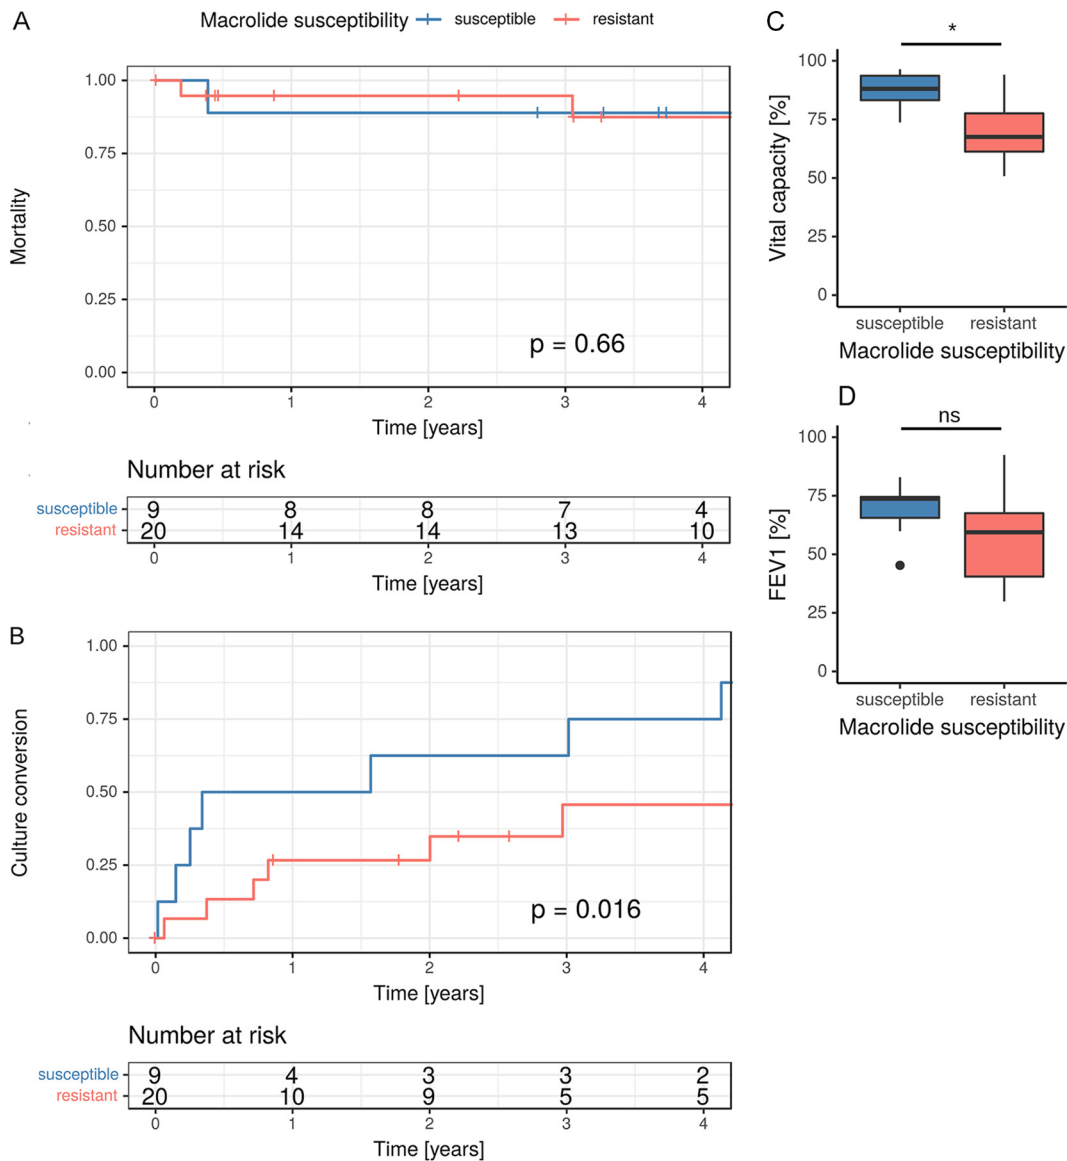 A
Macrolide susceptibility susceptible resistant
Mortality
1.00
0.75
0.50
0.25
0.00
p = 0.66
0 1 2 3 4
Time [years]
Number at risk
susceptible 9 8 8 7 4
resistant 20 14 14 13 10
0 1 2 3 4
Time [years]
B
Culture conversion
1.00
0.75
0.50
0.25
0.00
p = 0.016
0 1 2 3 4
Time [years]
Number at risk
susceptible 9 4 3 3 2
resistant 20 10 9 5 5
0 1 2 3 4
Time [years]
C
*
Vital capacity [%]
100
75
50
25
0
susceptible resistant
Macrolide susceptibility
D
ns
FEV1 [%]
100
75
50
25
0
susceptible resistant
Macrolide susceptibility